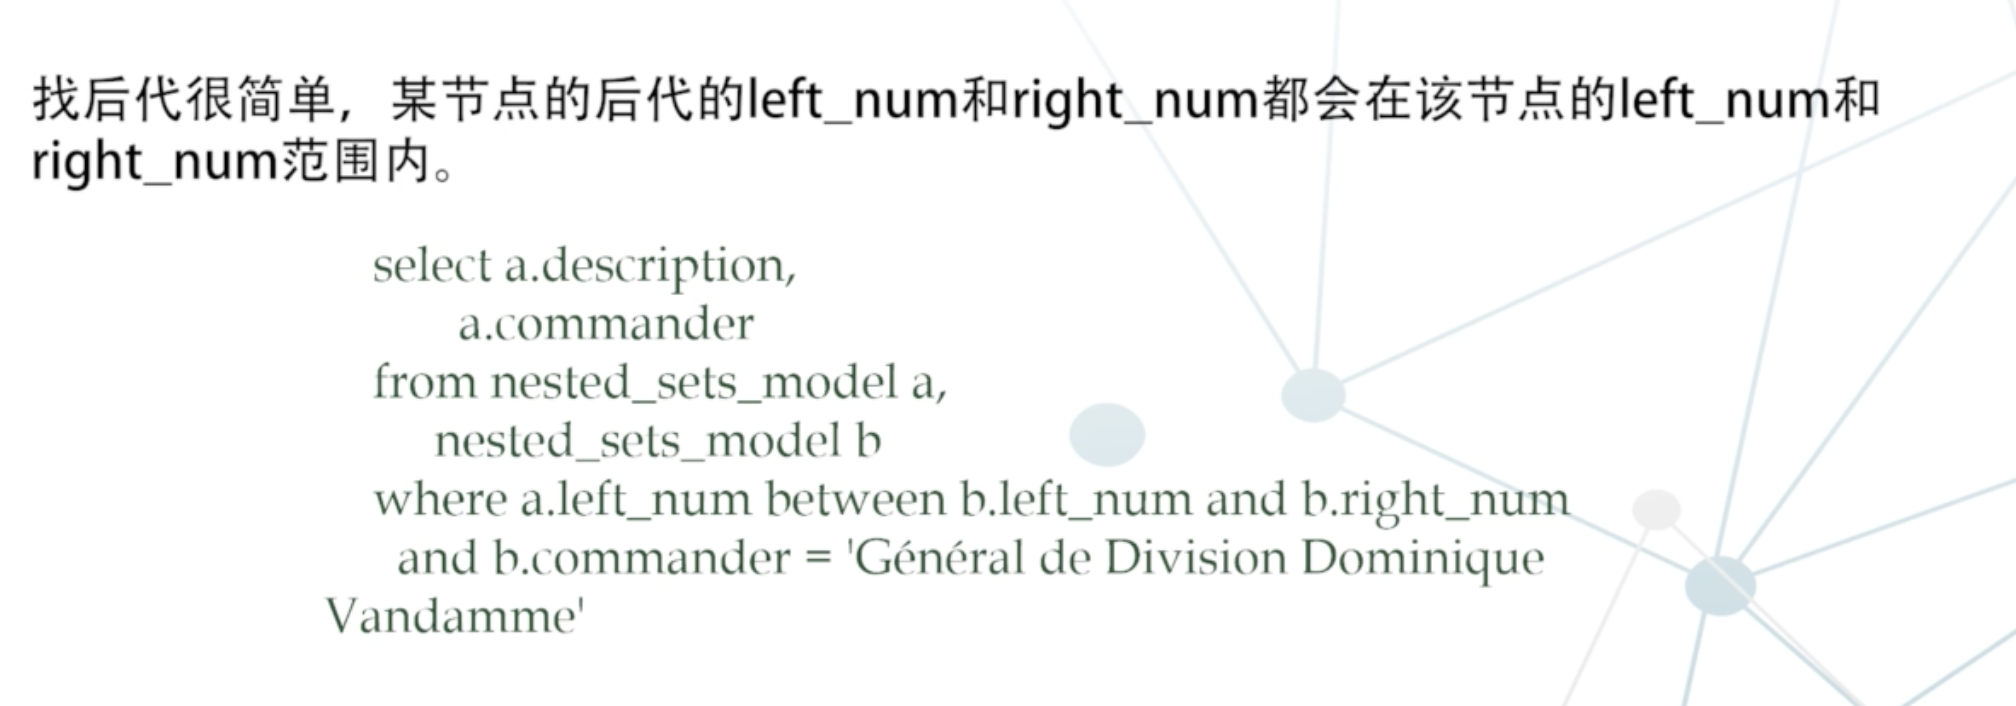 找后代很简单，某节点的后代的left_num和right_num都会在该节点的left_num和
right_num范围内。
select a.description,
a.commander
from nested_sets_model a,
nested_sets_model b
where a.left_num between b.left_num and b.right_num
and b.commander = 'Général de Division Dominique
Vandamme'